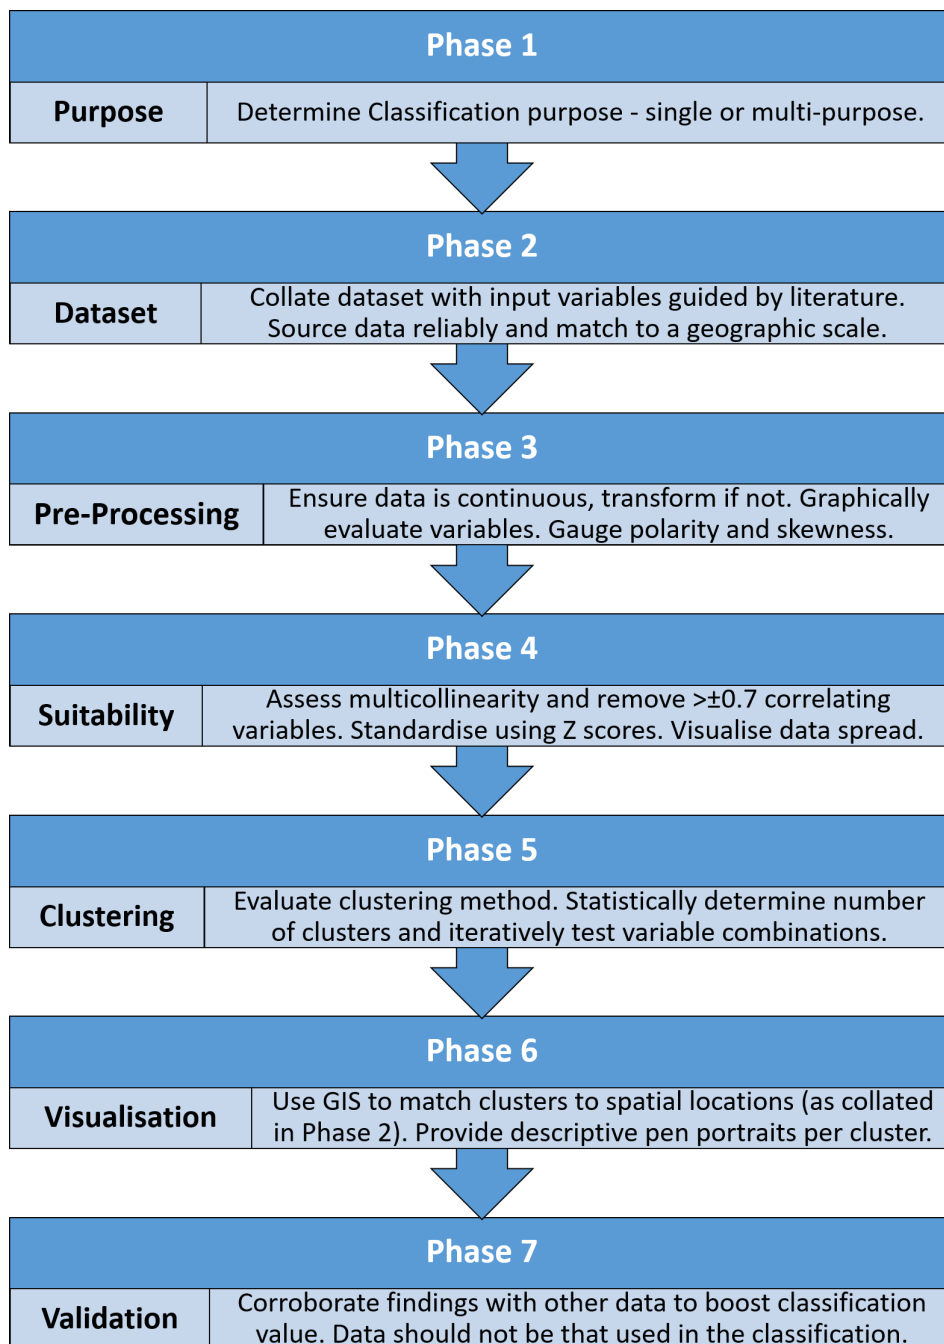 Phase 1
Purpose
Determine Classification purpose - single or multi-purpose.
Phase 2
Dataset
Collate dataset with input variables guided by literature.
Source data reliably and match to a geographic scale.
Phase 3
Pre-Processing
Ensure data is continuous, transform if not. Graphically
evaluate variables. Gauge polarity and skewness.
Phase 4
Suitability
Assess multicollinearity and remove >±0.7 correlating
variables. Standardise using Z scores. Visualise data spread.
Phase 5
Clustering
Evaluate clustering method. Statistically determine number
of clusters and iteratively test variable combinations.
Phase 6
Visualisation
Use GIS to match clusters to spatial locations (as collated
in Phase 2). Provide descriptive pen portraits per cluster.
Phase 7
Validation
Corroborate findings with other data to boost classification
value. Data should not be that used in the classification.